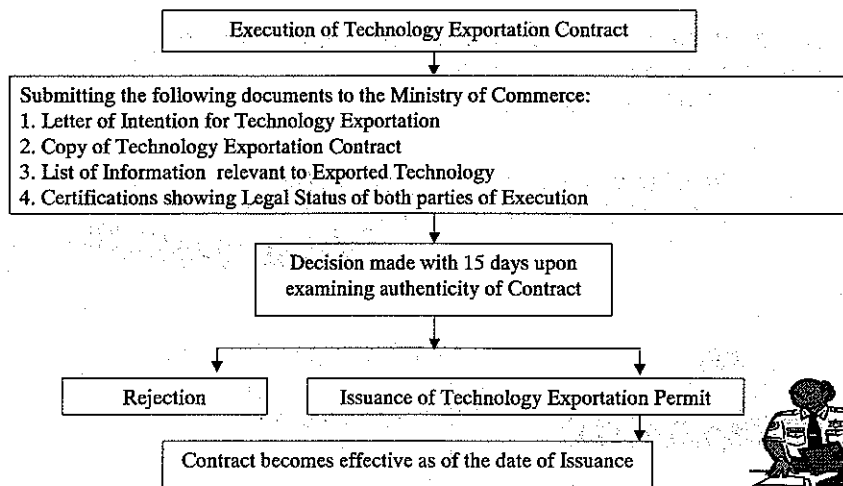 Execution of Technology Exportation Contract
Submitting the following documents to the Ministry of Commerce:
1. Letter of Intention for Technology Exportation
2. Copy of Technology Exportation Contract
3. List of Information relevant to Exported Technology
4. Certifications showing Legal Status of both parties of Execution
Decision made with 15 days upon
examining authenticity of Contract
Rejection
Issuance of Technology Exportation Permit
Contract becomes effective as of the date of Issuance